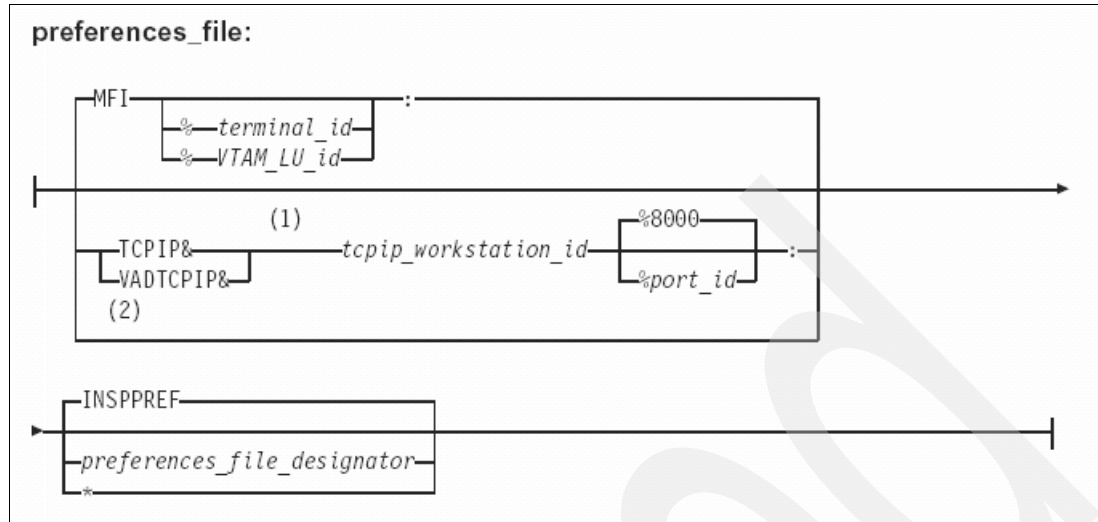 preferences_file:
MFI :
% terminal_id
% VTAM_LU_id
(1)
%8000
TCPIP& tcpip_workstation_id :
VADTCPIP& %port_id
(2)
INSPPREF
preferences_file_designator
*